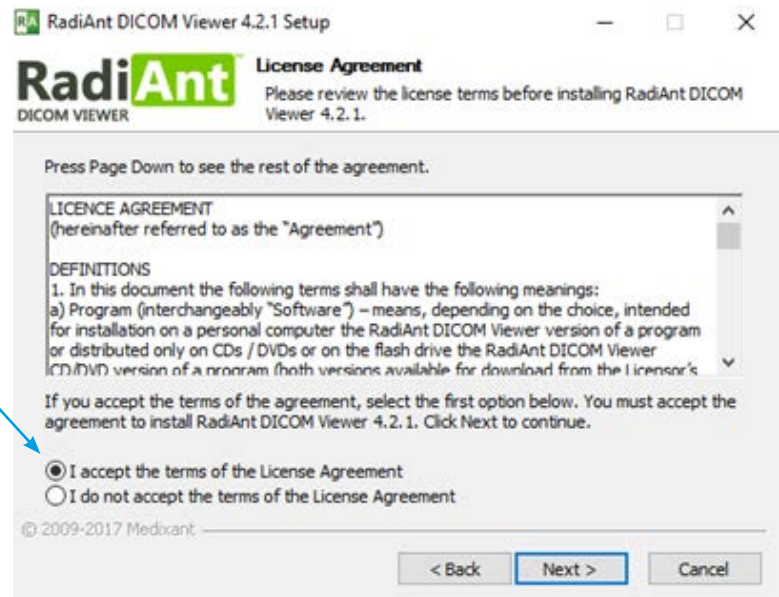 RA RadiAnt DICOM Viewer 4.2.1 Setup
RadiAnt
DICOM VIEWER
License Agreement
Please review the license terms before installing RadiAnt DICOM
Viewer 4.2.1.
Press Page Down to see the rest of the agreement.
LICENCE AGREEMENT
(hereinafter referred to as the "Agreement")
DEFINITIONS
1. In this document the following terms shall have the following meanings:
a) Program (interchangeably "Software") – means, depending on the choice, intended
for installation on a personal computer the RadiAnt DICOM Viewer version of a program
or distributed only on CDs / DVDs or on the flash drive the RadiAnt DICOM Viewer
CD/DVD version of a program (both versions available for download from the Licensor's
If you accept the terms of the agreement, select the first option below. You must accept the
agreement to install RadiAnt DICOM Viewer 4.2.1. Click Next to continue.
I accept the terms of the License Agreement
I do not accept the terms of the License Agreement
© 2009-2017 Medixant
< Back Next > Cancel